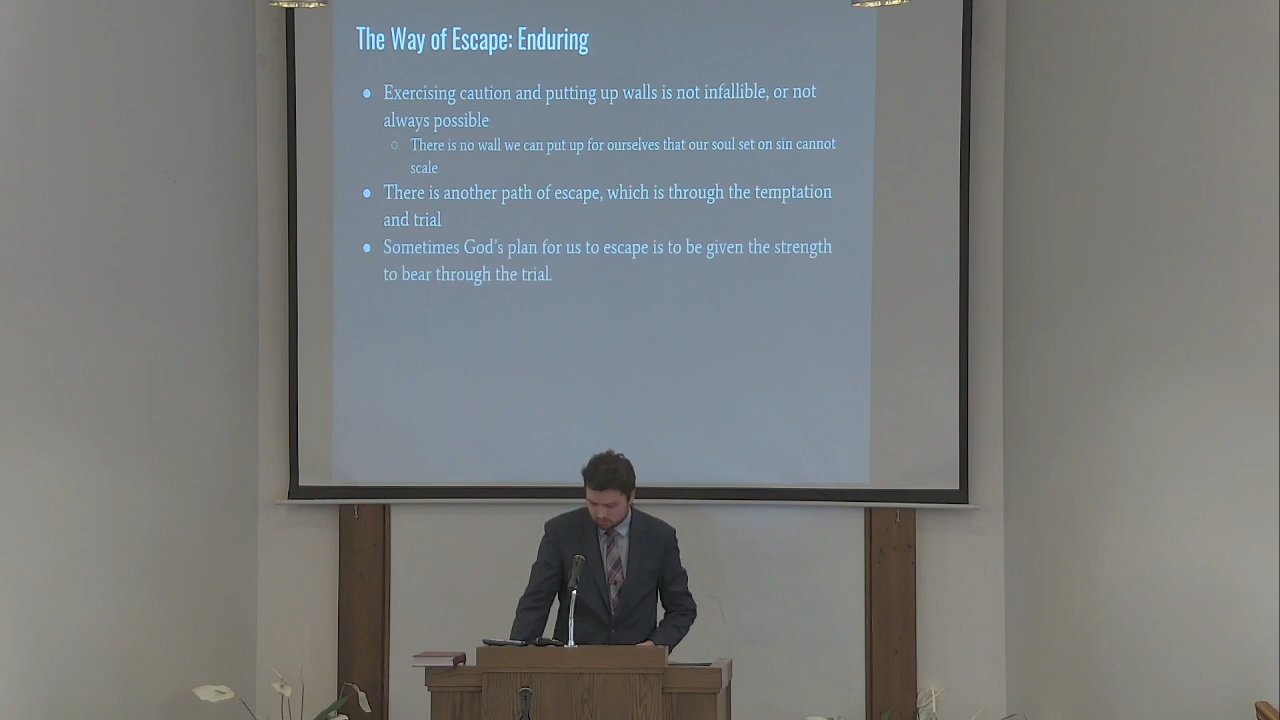 The Way of Escape: Enduring
● Exercising caution and putting up walls is not infallible, or not
always possible
○ There is no wall we can put up for ourselves that our soul set on sin cannot
scale
● There is another path of escape, which is through the temptation
and trial
● Sometimes God's plan for us to escape is to be given the strength
to bear through the trial.